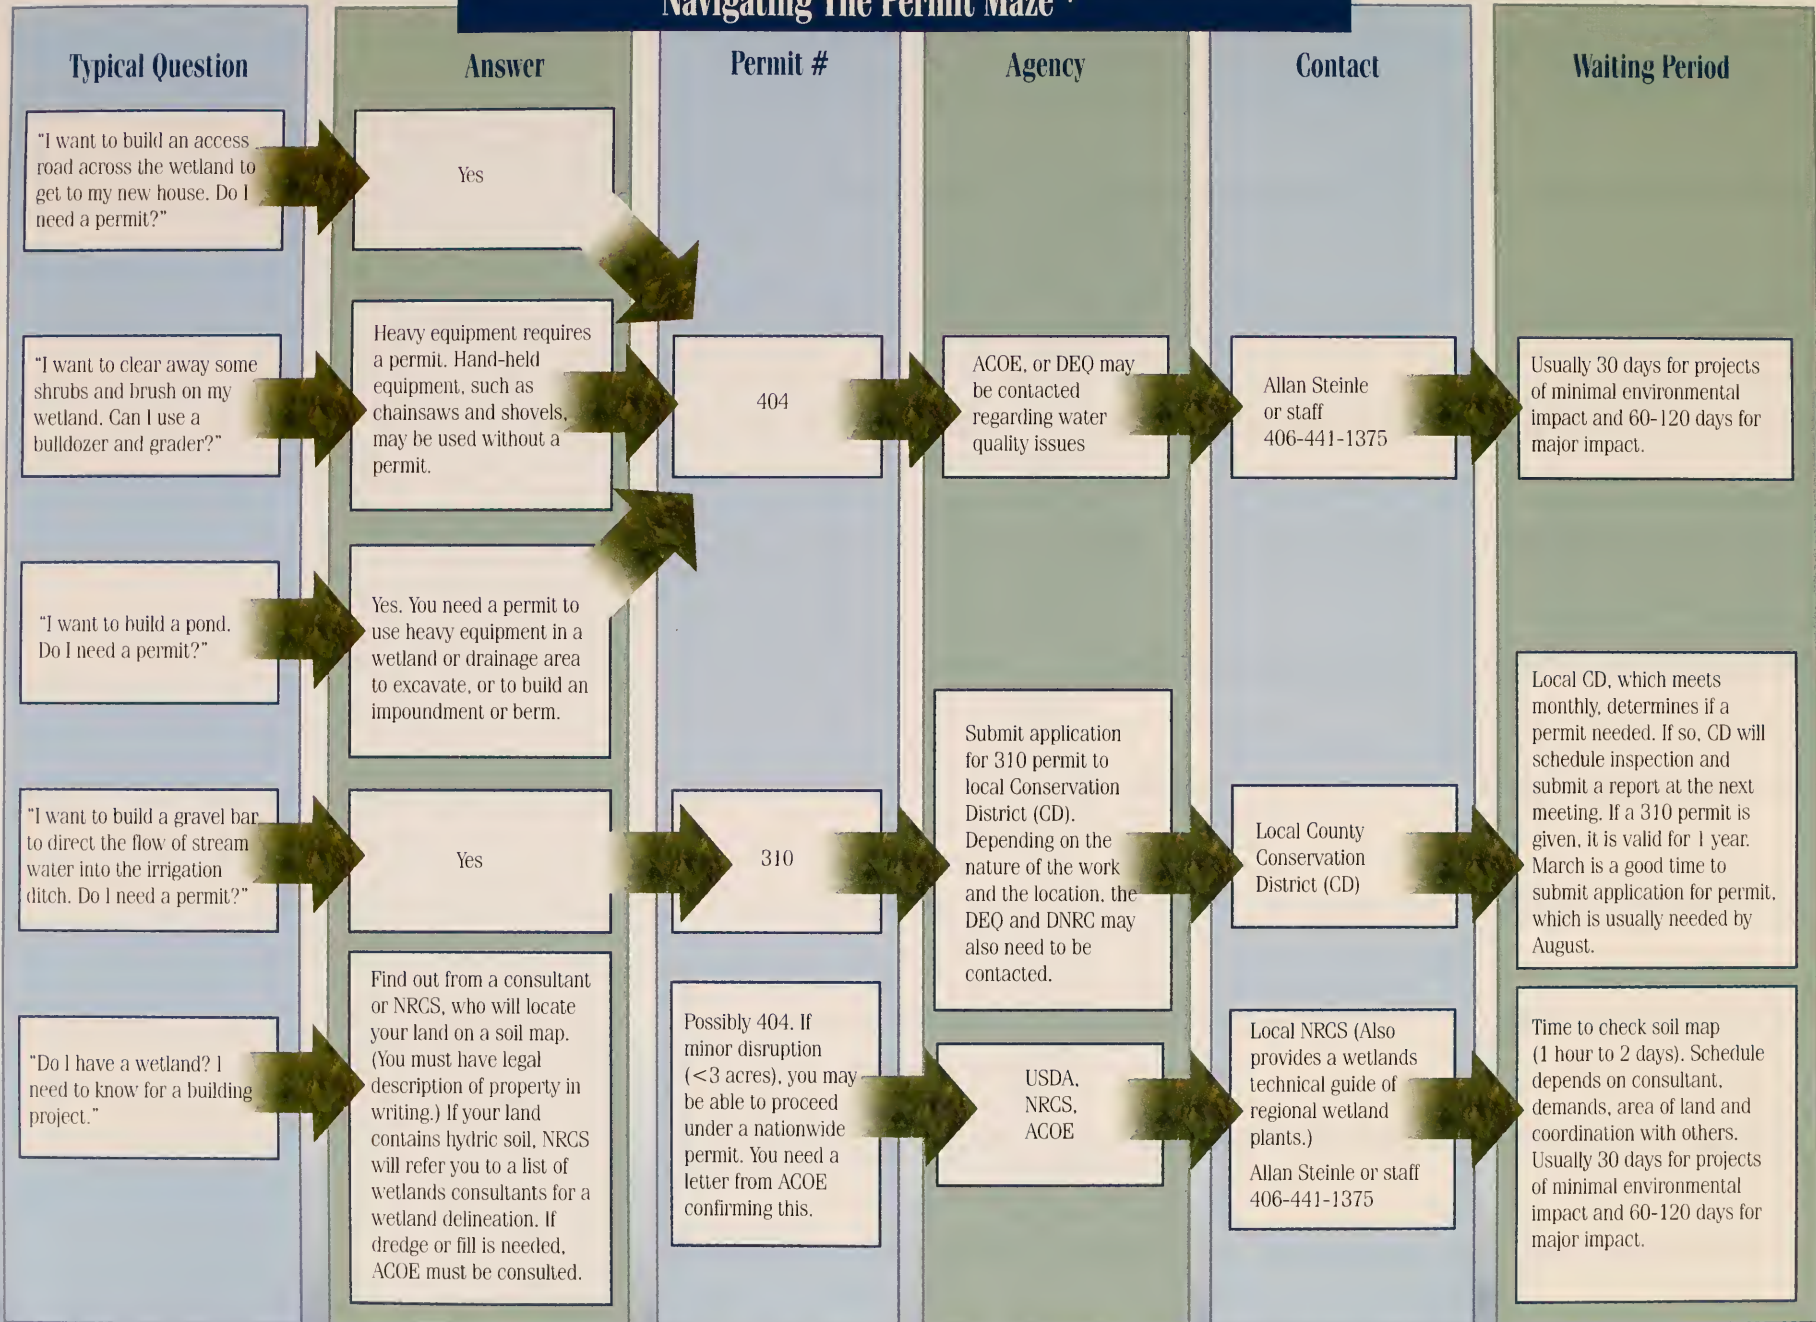 Navigating The Permit Maze
Typical Question
Answer
Permit #
Agency
Contact
Waiting Period
"I want to build an access
road across the wetland to
get to my new house. Do I
need a permit?"
Yes
"I want to clear away some
shrubs and brush on my
wetland. Can I use a
bulldozer and grader?"
Heavy equipment requires
a permit. Hand-held
equipment, such as
chainsaws and shovels,
may be used without a
permit.
404
ACOE, or DEQ may
be contacted
regarding water
quality issues
Allan Steinle
or staff
406-441-1375
Usually 30 days for projects
of minimal environmental
impact and 60-120 days for
major impact.
"I want to build a pond.
Do I need a permit?"
Yes. You need a permit to
use heavy equipment in a
wetland or drainage area
to excavate, or to build an
impoundment or berm.
"I want to build a gravel bar
to direct the flow of stream
water into the irrigation
ditch. Do I need a permit?"
Yes
310
Submit application
for 310 permit to
local Conservation
District (CD).
Depending on the
nature of the work
and the location, the
DEQ and DNRC may
also need to be
contacted.
Local County
Conservation
District (CD)
Local CD, which meets
monthly, determines if a
permit needed. If so, CD will
schedule inspection and
submit a report at the next
meeting. If a 310 permit is
given, it is valid for 1 year.
March is a good time to
submit application for permit,
which is usually needed by
August.
"Do I have a wetland? I
need to know for a building
project."
Find out from a consultant
or NRCS, who will locate
your land on a soil map.
(You must have legal
description of property in
writing.) If your land
contains hydric soil, NRCS
will refer you to a list of
wetlands consultants for a
wetland delineation. If
dredge or fill is needed,
ACOE must be consulted.
Possibly 404. If
minor disruption
(<3 acres), you may
be able to proceed
under a nationwide
permit. You need a
letter from ACOE
confirming this.
USDA,
NRCS,
ACOE
Local NRCS (Also
provides a wetlands
technical guide of
regional wetland
plants.)
Allan Steinle or staff
406-441-1375
Time to check soil map
(1 hour to 2 days). Schedule
depends on consultant,
demands, area of land and
coordination with others.
Usually 30 days for projects
of minimal environmental
impact and 60-120 days for
major impact.